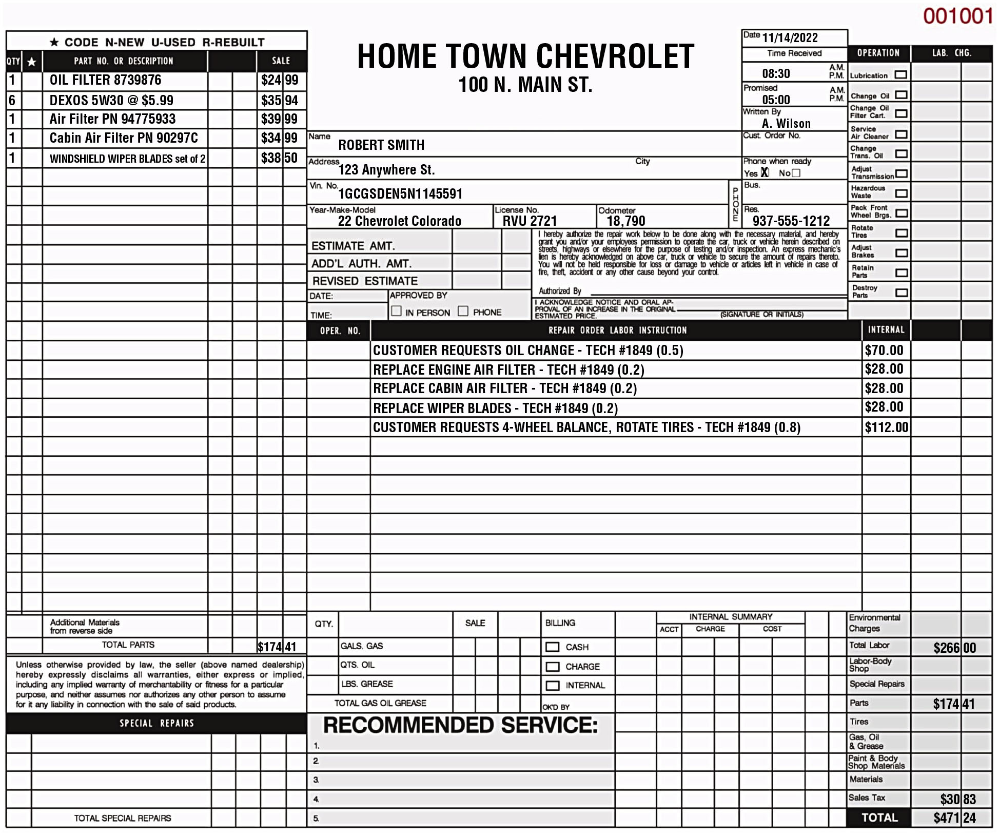 001001
★ CODE N-NEW U-USED R-REBUILT
QTY ★ PART NO. OR DESCRIPTION SALE
1 OIL FILTER 8739876 $24 99
6 DEXOS 5W30 @ $5.99 $35 94
1 Air Filter PN 94775933 $39 99
1 Cabin Air Filter PN 90297C $34 99
1 WINDSHIELD WIPER BLADES set of 2 $38 50
Additional Materials
from reverse side
TOTAL PARTS $174 41
Unless otherwise provided by law, the seller (above named dealership)
hereby expressly disclaims all warranties, either express or implied,
including any implied warranty of merchantability or fitness for a particular
purpose, and neither assumes nor authorizes any other person to assume
for it any liability in connection with the sale of said products.
SPECIAL REPAIRS
TOTAL SPECIAL REPAIRS
HOME TOWN CHEVROLET
100 N. MAIN ST.
Date 11/14/2022
Time Received
08:30 A.M.
P.M.
Promised A.M.
05:00 P.M.
Written By
A. Wilson
Name ROBERT SMITH
Cust. Order No.
Address 123 Anywhere St. City
Phone when ready
Yes X No
Vin. No. 1GCGSDEN5N1145591
PHONE
Bus.
Year-Make-Model License No. Odometer Res.
22 Chevrolet Colorado RVU 2721 18,790 937-555-1212
ESTIMATE AMT.
ADD'L AUTH. AMT.
REVISED ESTIMATE
DATE: APPROVED BY
TIME: IN PERSON PHONE
I hereby authorize the repair work below to be done along with the necessary material, and hereby
grant you and/or your employees permission to operate the car, truck or vehicle herein described on
streets, highways or elsewhere for the purpose of testing and/or inspection. An express mechanic's
lien is hereby acknowledged on above car, truck or vehicle to secure the amount of repairs thereto.
You will not be held responsible for loss or damage to vehicle or articles left in vehicle in case of
fire, theft, accident or any other cause beyond your control.
Authorized By
I ACKNOWLEDGE NOTICE AND ORAL AP-
PROVAL OF AN INCREASE IN THE ORIGINAL
ESTIMATED PRICE. (SIGNATURE OR INITIALS)
OPERATION LAB. CHG.
Lubrication
Change Oil
Change Oil
Filter Cart.
Service
Air Cleaner
Change
Trans. Oil
Adjust
Transmission
Hazardous
Waste
Pack Front
Wheel Brgs.
Rotate
Tires
Adjust
Brakes
Retain
Parts
Destroy
Parts
OPER. NO. REPAIR ORDER LABOR INSTRUCTION INTERNAL
CUSTOMER REQUESTS OIL CHANGE - TECH #1849 (0.5) $70.00
REPLACE ENGINE AIR FILTER - TECH #1849 (0.2) $28.00
REPLACE CABIN AIR FILTER - TECH #1849 (0.2) $28.00
REPLACE WIPER BLADES - TECH #1849 (0.2) $28.00
CUSTOMER REQUESTS 4-WHEEL BALANCE, ROTATE TIRES - TECH #1849 (0.8) $112.00
QTY. SALE BILLING
GALS. GAS CASH
QTS. OIL CHARGE
LBS. GREASE INTERNAL
TOTAL GAS OIL GREASE OK'D BY
INTERNAL SUMMARY
ACCT CHARGE COST
RECOMMENDED SERVICE:
1.
2.
3.
4.
5.
Environmental
Charges
Total Labor $266 00
Labor-Body
Shop
Special Repairs
Parts $174 41
Tires
Gas, Oil
& Grease
Paint & Body
Shop Materials
Materials
Sales Tax $30 83
TOTAL $471 24